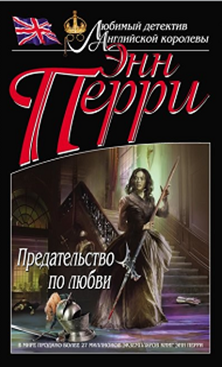 Любимый детектив
Английской королевы
Энн
Перри
Предательство
по любви
В МИРЕ ПРОДАНО БОЛЕЕ 27 МИЛЛИОНОВ ЭКЗЕМПЛЯРОВ КНИГ ЭНН ПЕРРИ